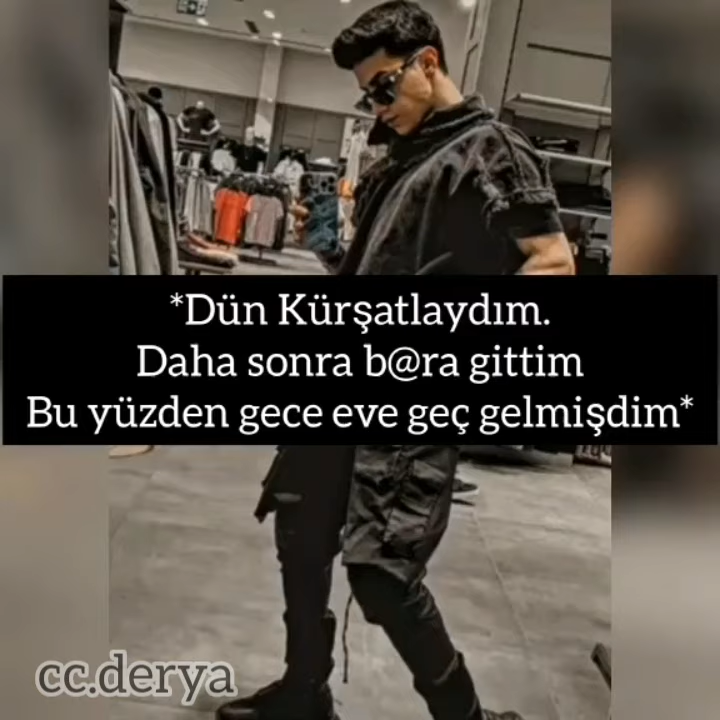 *Dün Kürşatlaydım.
Daha sonra b@ra gittim
Bu yüzden gece eve geç gelmişdim*
cc.derya